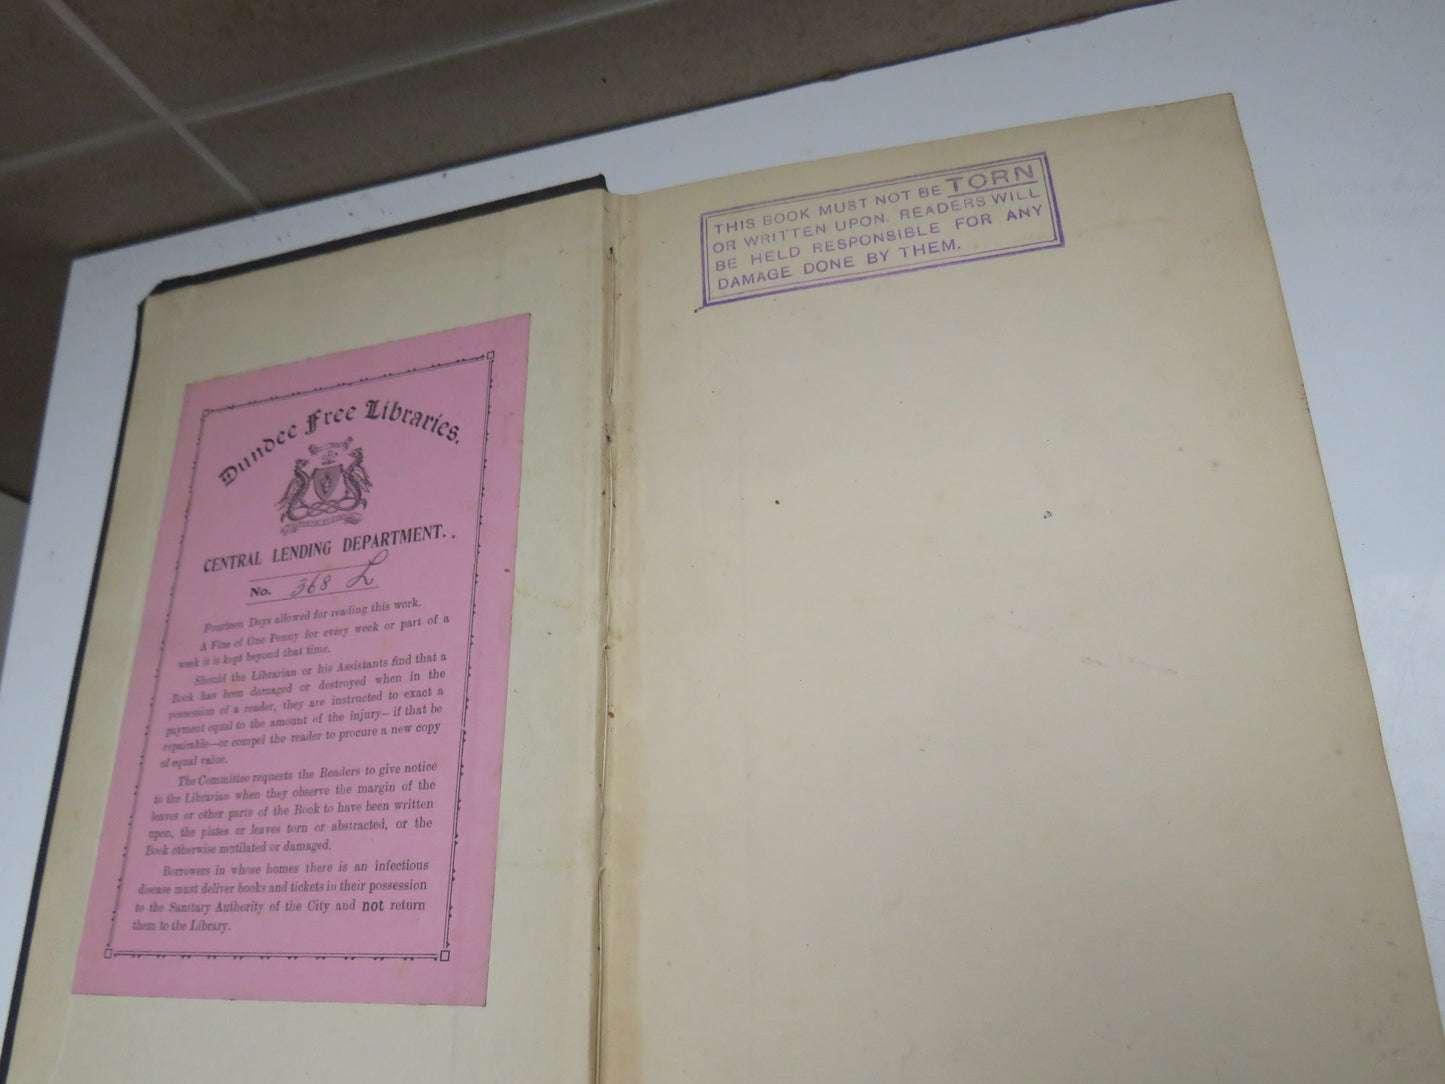 Dundee Free Libraries.
CENTRAL LENDING DEPARTMENT.
No. 368 L
Fourteen Days allowed for reading this work.
A Fine of One Penny for every week or part of a
week it is kept beyond that time.
Should the Librarian or his Assistants find that a
Book has been damaged or destroyed when in the
possession of a reader, they are instructed to exact a
payment equal to the amount of the injury—if that be
repairable—or compel the reader to procure a new copy
of equal value.
The Committee requests the Readers to give notice
to the Librarian when they observe the margin of the
leaves or other parts of the Book to have been written
upon, the plates or leaves torn or abstracted, or the
Book otherwise mutilated or damaged.
Borrowers in whose homes there is an infectious
disease must deliver books and tickets in their possession
to the Sanitary Authority of the City and not return
them to the Library.
THIS BOOK MUST NOT BE TORN
OR WRITTEN UPON. READERS WILL
BE HELD RESPONSIBLE FOR ANY
DAMAGE DONE BY THEM.